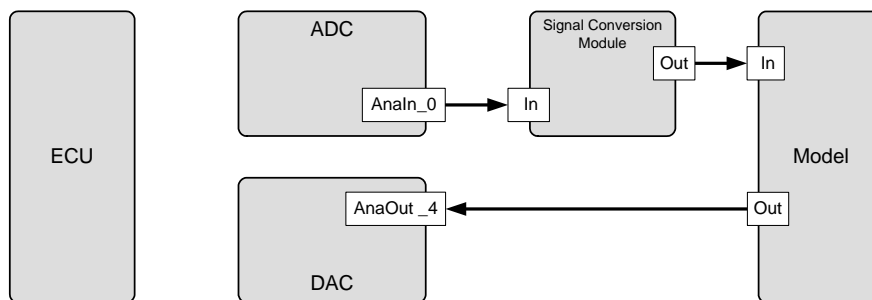 ADC
Signal Conversion
Module
Out
In
AnaIn_0
In
ECU
Model
AnaOut _4
Out
DAC